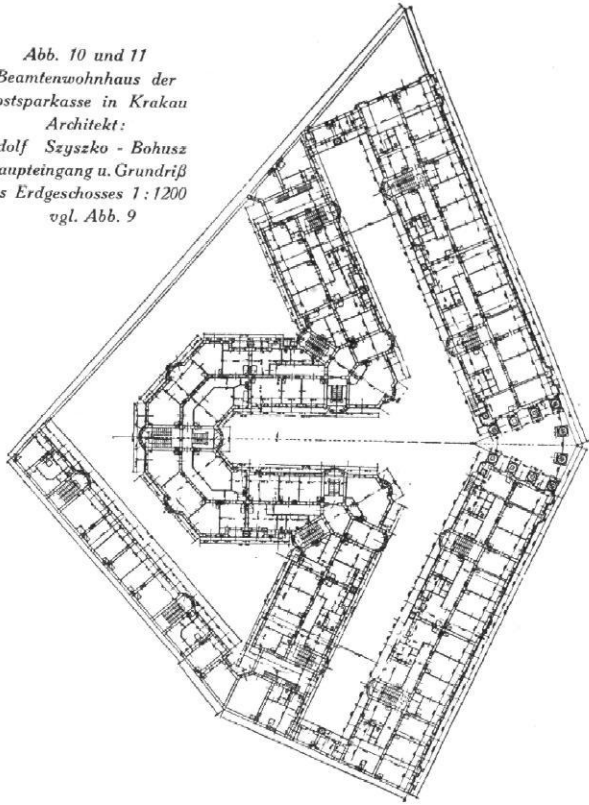 Abb. 10 und 11
Beamtenwohnhaus der
ostsparkasse in Krakau
Architekt:
dolf Szyszko - Bohusz
aupteingang u. Grundriß
s Erdgeschosses 1 : 1200
vgl. Abb. 9